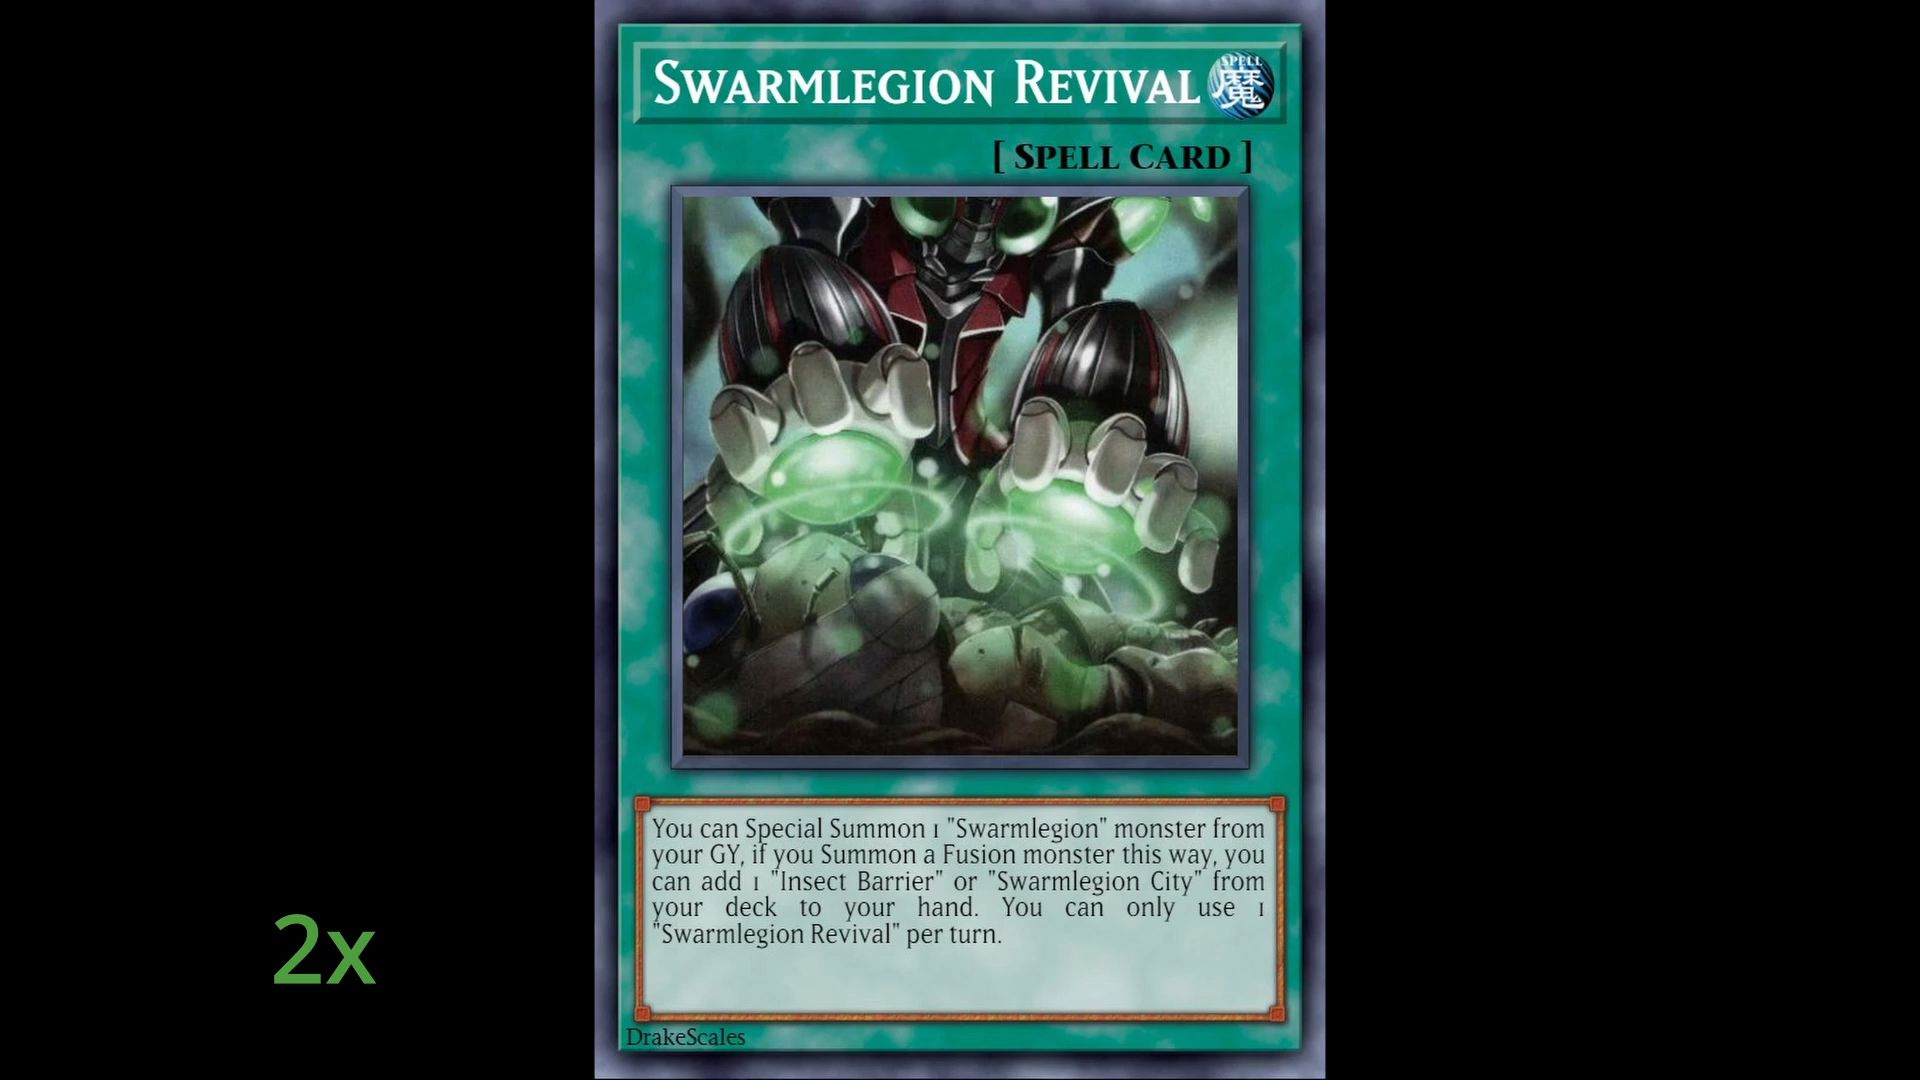 SWARMLEGION REVIVAL
SPELL
魔
[ SPELL CARD ]
You can Special Summon 1 "Swarmlegion" monster from
your GY, if you Summon a Fusion monster this way, you
can add 1 "Insect Barrier" or "Swarmlegion City" from
your deck to your hand. You can only use 1
"Swarmlegion Revival" per turn.
2x
DrakeScales